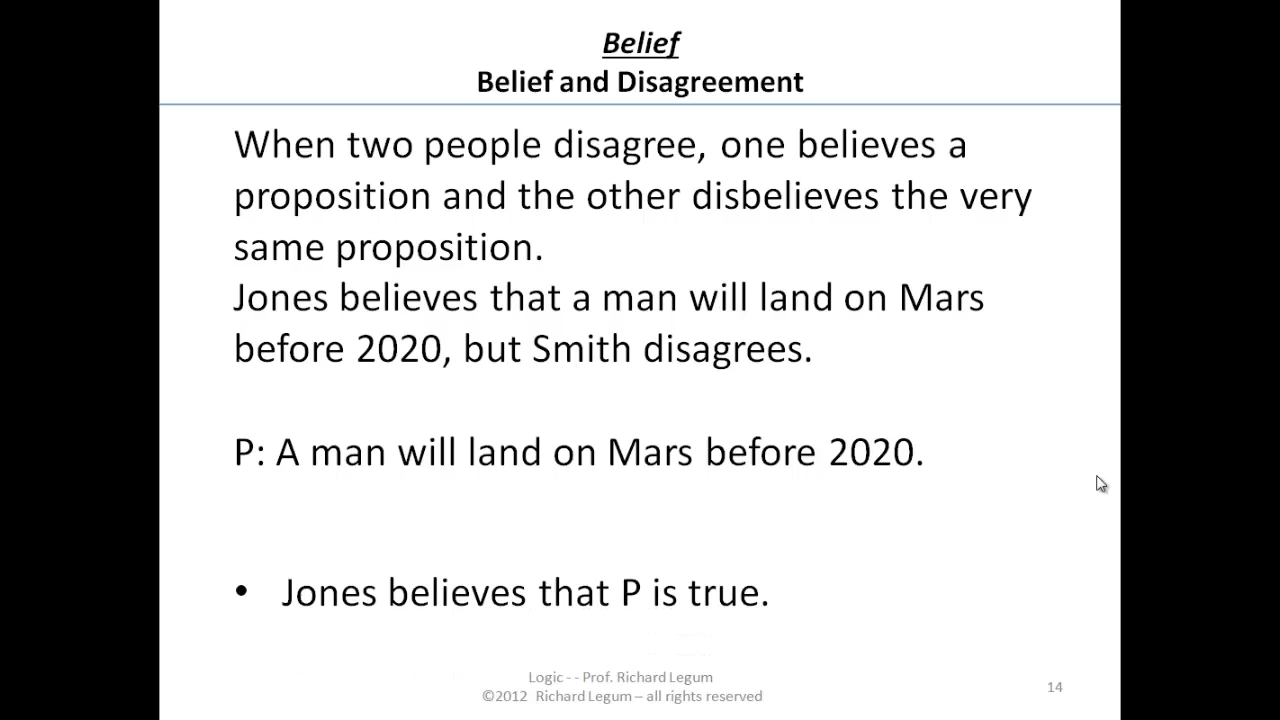 Belief
Belief and Disagreement
When two people disagree, one believes a
proposition and the other disbelieves the very
same proposition.
Jones believes that a man will land on Mars
before 2020, but Smith disagrees.
P: A man will land on Mars before 2020.
• Jones believes that P is true.
Logic - - Prof. Richard Legum
©2012 Richard Legum – all rights reserved
14